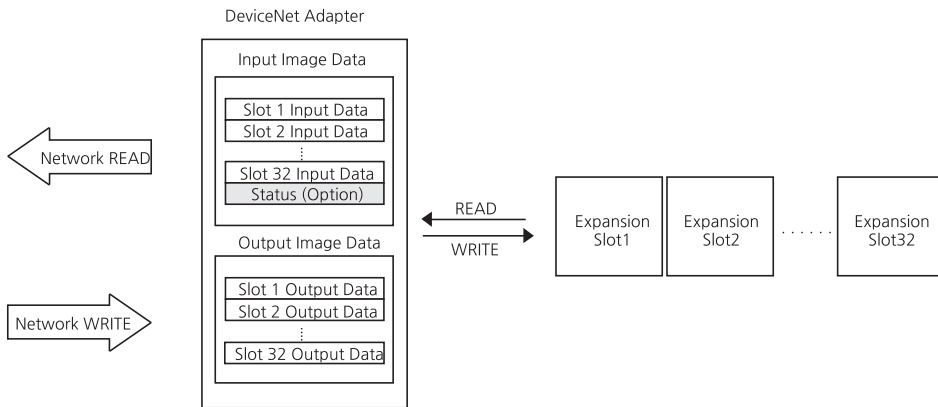 DeviceNet Adapter
Input Image Data
Slot 1 Input Data
Slot 2 Input Data
Slot 32 Input Data
Status (Option)
Network READ
READ
WRITE
Expansion
Slot1
Expansion
Slot2
Expansion
Slot32
Output Image Data
Slot 1 Output Data
Slot 2 Output Data
Slot 32 Output Data
Network WRITE